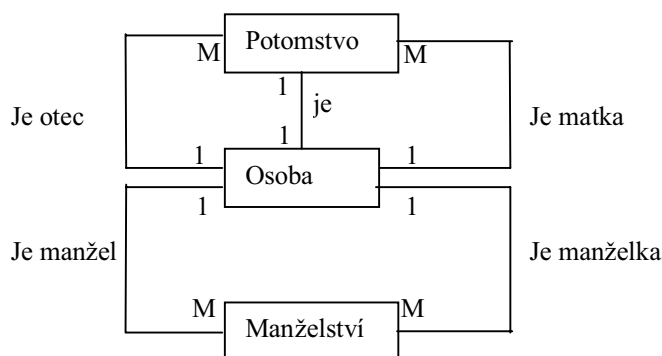 Potomstvo
M M
1
je
Je otec Je matka
1
1 1
Osoba
1 1
Je manžel Je manželka
M M
Manželství